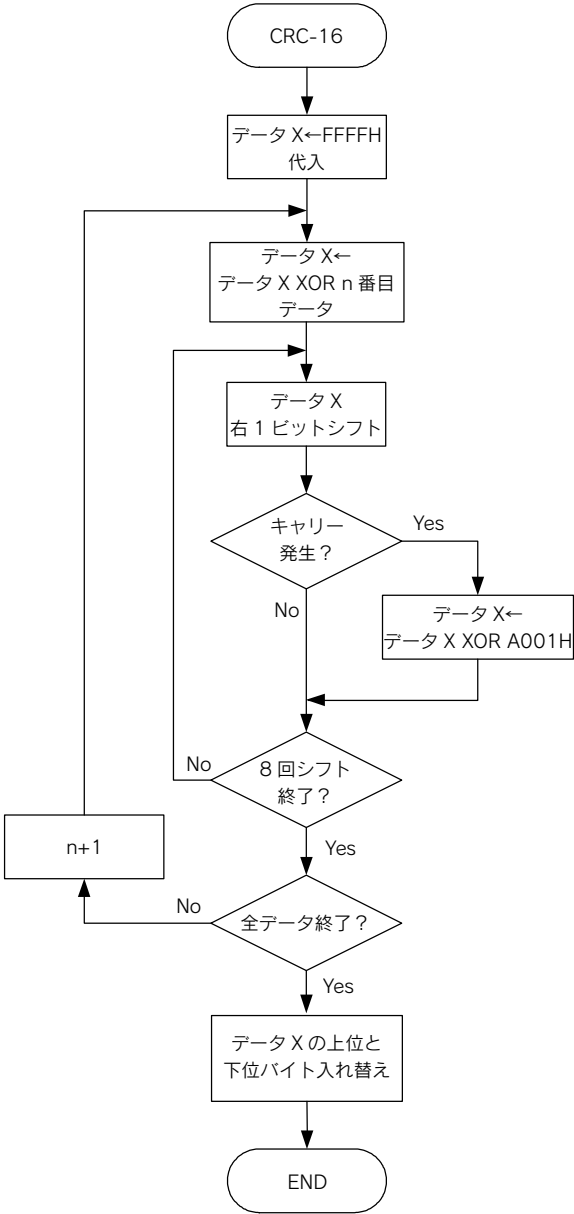 CRC-16
データ X←FFFFH
代入
データ X←
データ X XOR n 番目
データ
データ X
右 1 ビットシフト
キャリー
発生？
Yes
No
データ X←
データ X XOR A001H
8 回シフト
終了？
No
Yes
n+1
全データ終了？
No
Yes
データ X の上位と
下位バイト入れ替え
END